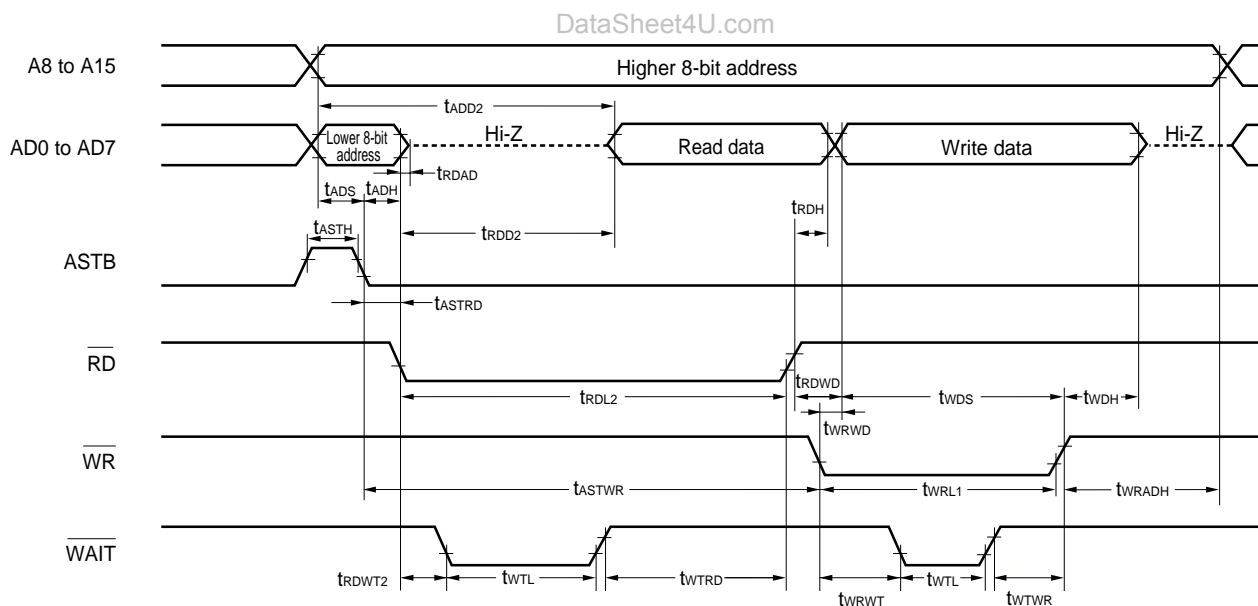 DataSheet4U.com
A8 to A15
Higher 8-bit address
tADD2
AD0 to AD7
Lower 8-bit
address
Hi-Z
Read data
Write data
Hi-Z
tRDAD
tADS
tADH
tRDH
tASTH
tRDD2
ASTB
tASTRD
RD
tRDL2
tRDWD
tWDS
tWDH
tWRWD
WR
tASTWR
tWRL1
tWRADH
WAIT
tRDWT2
tWTL
tWTRD
tWRWT
tWTL
tWTWR